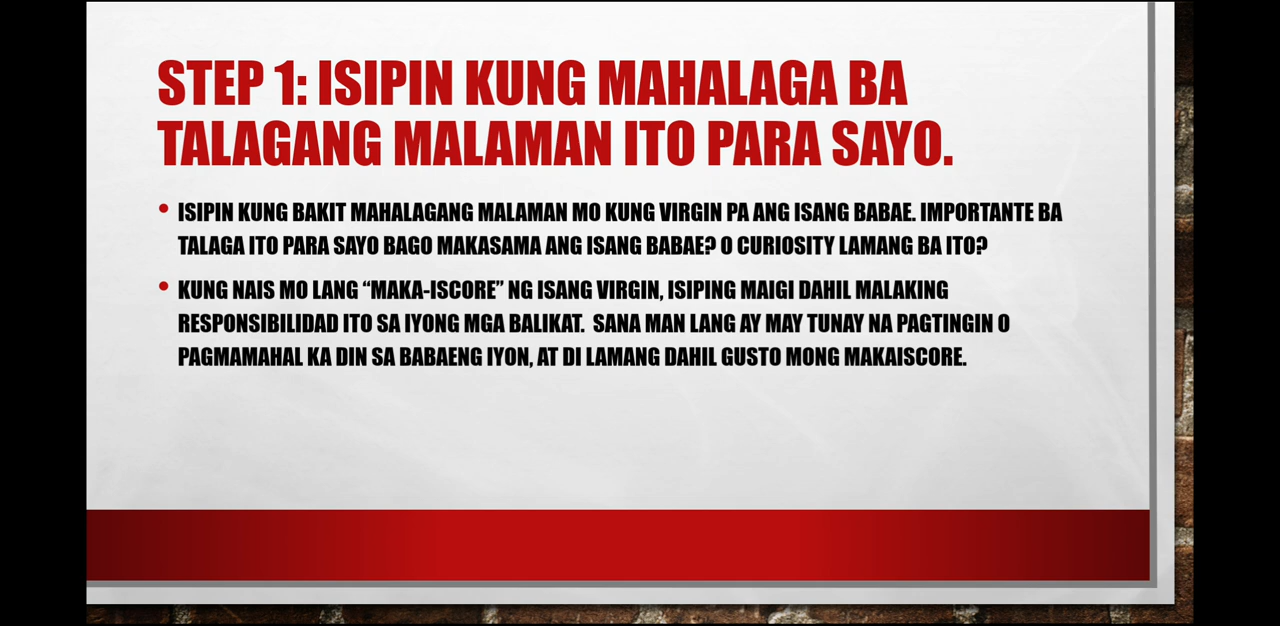 STEP 1: ISIPIN KUNG MAHALAGA BA
TALAGANG MALAMAN ITO PARA SAYO.
• ISIPIN KUNG BAKIT MAHALAGANG MALAMAN MO KUNG VIRGIN PA ANG ISANG BABAE. IMPORTANTE BA
TALAGA ITO PARA SAYO BAGO MAKASAMA ANG ISANG BABAE? O CURIOSITY LAMANG BA ITO?
• KUNG NAIS MO LANG “MAKA-ISCORE” NG ISANG VIRGIN, ISIPING MAIGI DAHIL MALAKING
RESPONSIBILIDAD ITO SA IYONG MGA BALIKAT. SANA MAN LANG AY MAY TUNAY NA PAGTINGIN O
PAGMAMAHAL KA DIN SA BABAENG IYON, AT DI LAMANG DAHIL GUSTO MONG MAKAISCORE.